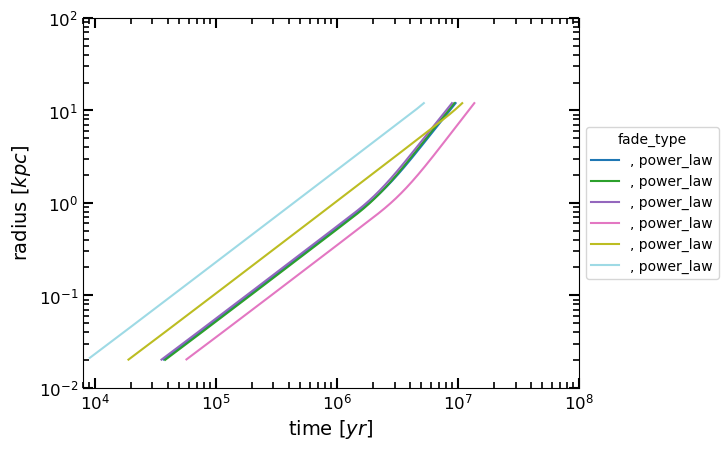 10^2
10^1
10^0
10^-1
10^-2
radius [kpc]
10^4 10^5 10^6 10^7 10^8
time [yr]
fade_type
, power_law
, power_law
, power_law
, power_law
, power_law
, power_law